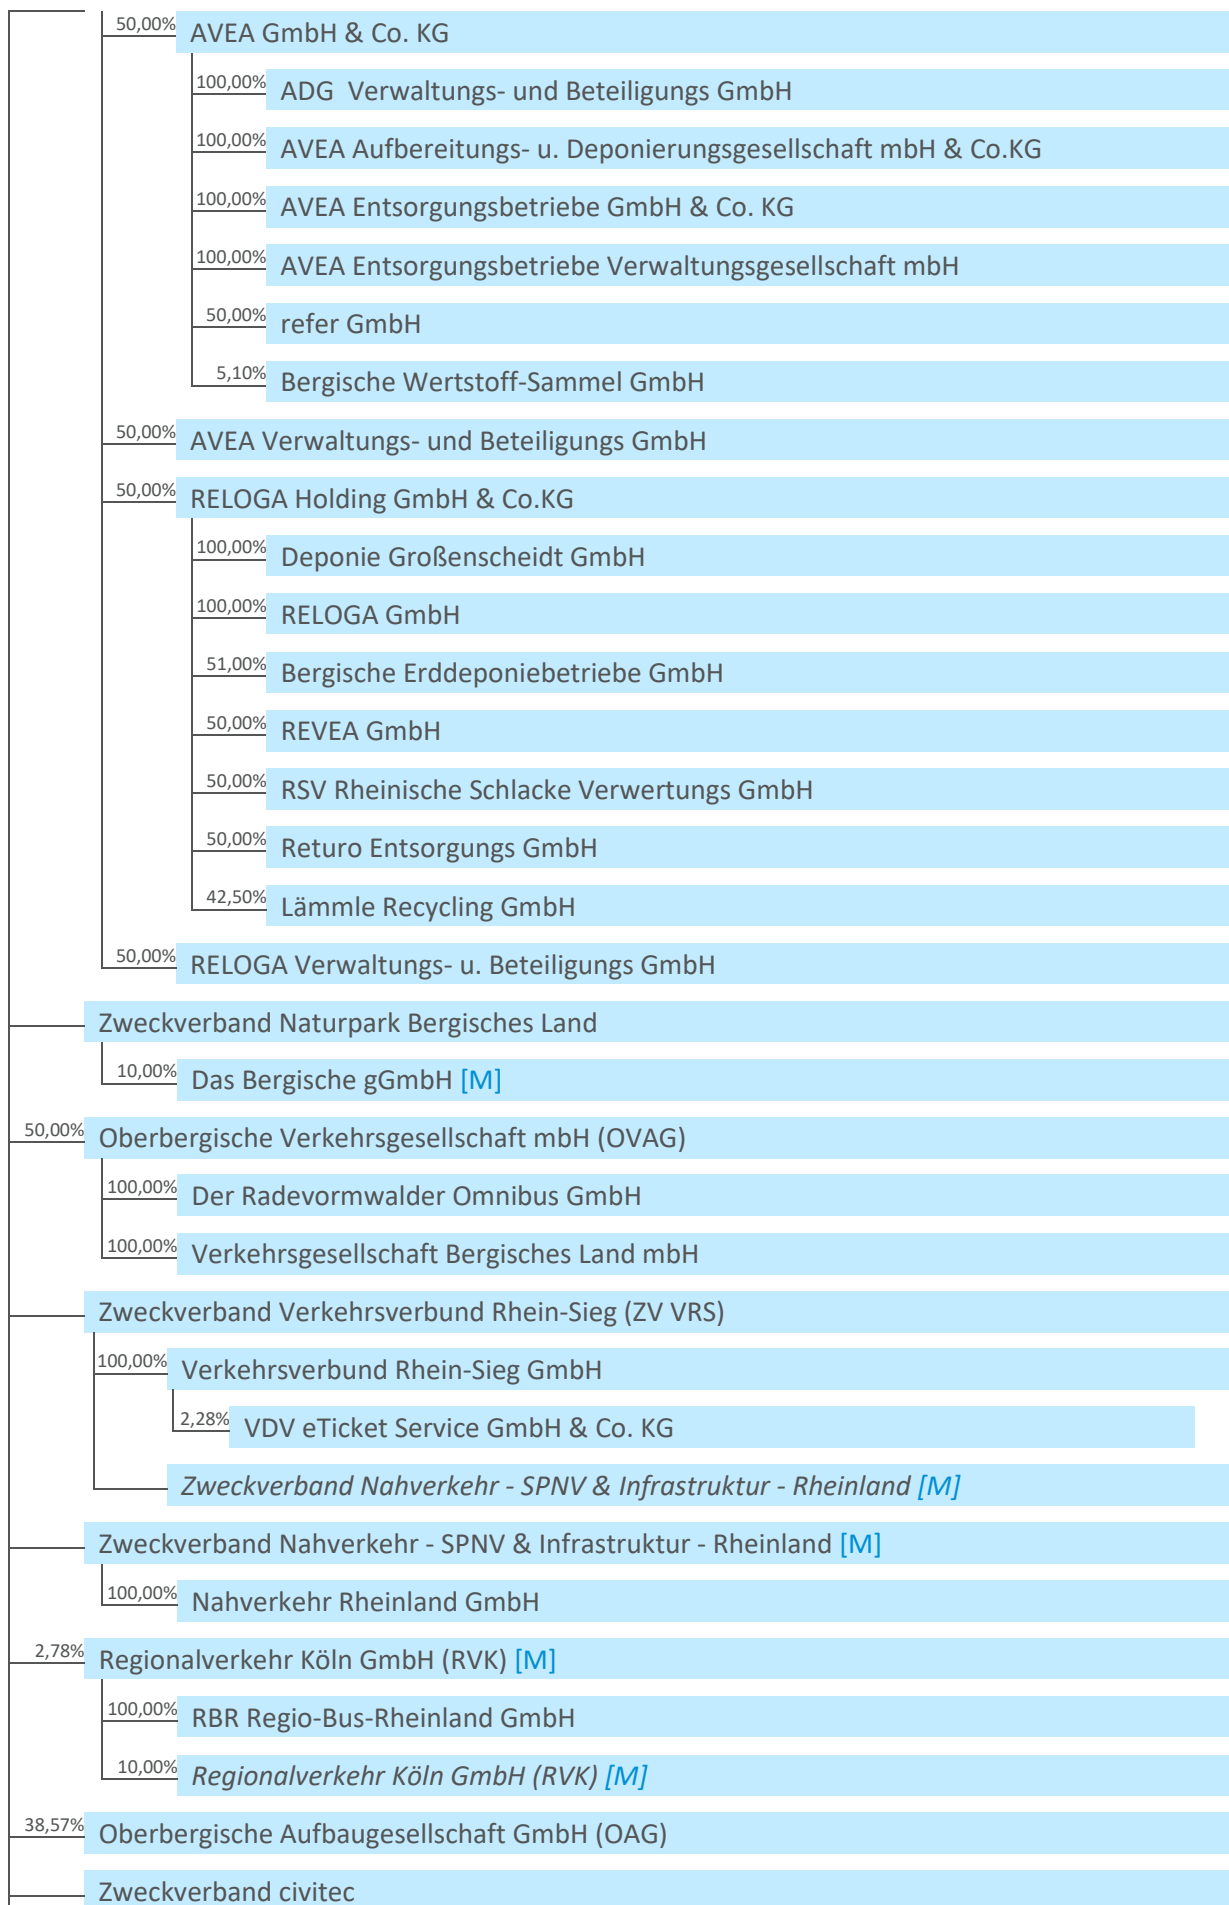 50,00% AVEA GmbH & Co. KG
100,00% ADG Verwaltungs- und Beteiligungs GmbH
100,00% AVEA Aufbereitungs- u. Deponierungsgesellschaft mbH & Co.KG
100,00% AVEA Entsorgungsbetriebe GmbH & Co. KG
100,00% AVEA Entsorgungsbetriebe Verwaltungsgesellschaft mbH
50,00% refer GmbH
5,10% Bergische Wertstoff-Sammel GmbH
50,00% AVEA Verwaltungs- und Beteiligungs GmbH
50,00% RELOGA Holding GmbH & Co.KG
100,00% Deponie Großenscheidt GmbH
100,00% RELOGA GmbH
51,00% Bergische Erddeponiebetriebe GmbH
50,00% REVEA GmbH
50,00% RSV Rheinische Schlacke Verwertungs GmbH
50,00% Returo Entsorgungs GmbH
42,50% Lämmle Recycling GmbH
50,00% RELOGA Verwaltungs- u. Beteiligungs GmbH
Zweckverband Naturpark Bergisches Land
10,00% Das Bergische gGmbH [M]
50,00% Oberbergische Verkehrsgesellschaft mbH (OVAG)
100,00% Der Radevormwalder Omnibus GmbH
100,00% Verkehrsgesellschaft Bergisches Land mbH
Zweckverband Verkehrsverbund Rhein-Sieg (ZV VRS)
100,00% Verkehrsverbund Rhein-Sieg GmbH
2,28% VDV eTicket Service GmbH & Co. KG
Zweckverband Nahverkehr - SPNV & Infrastruktur - Rheinland [M]
Zweckverband Nahverkehr - SPNV & Infrastruktur - Rheinland [M]
100,00% Nahverkehr Rheinland GmbH
2,78% Regionalverkehr Köln GmbH (RVK) [M]
100,00% RBR Regio-Bus-Rheinland GmbH
10,00% Regionalverkehr Köln GmbH (RVK) [M]
38,57% Oberbergische Aufbaugesellschaft GmbH (OAG)
Zweckverband civitec